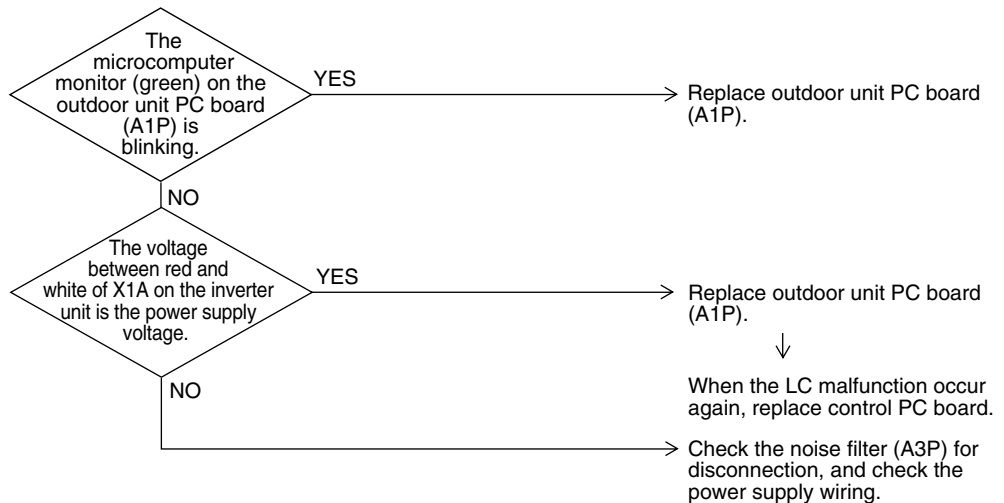 The
microcomputer
monitor (green) on the
outdoor unit PC board
(A1P) is
blinking.
YES
Replace outdoor unit PC board
(A1P).
NO
The voltage
between red and
white of X1A on the inverter
unit is the power supply
voltage.
YES
Replace outdoor unit PC board
(A1P).
When the LC malfunction occur
again, replace control PC board.
NO
Check the noise filter (A3P) for
disconnection, and check the
power supply wiring.